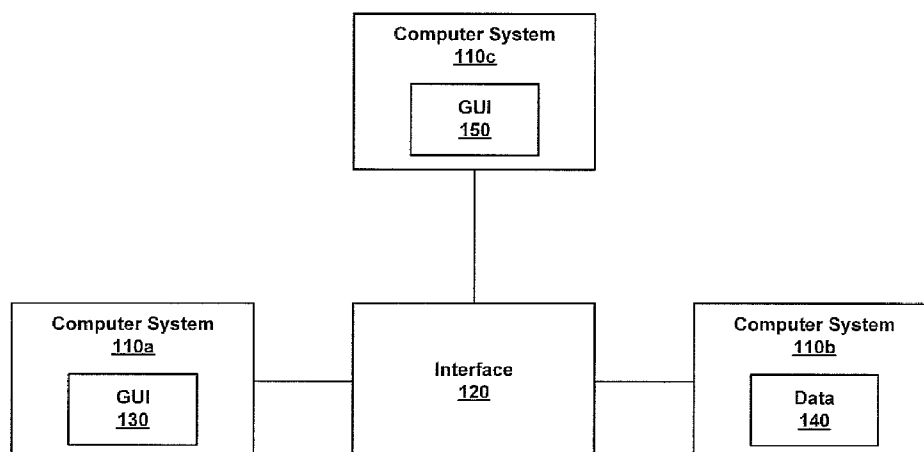 Computer System
110c
GUI
150
Computer System
110a
GUI
130
Interface
120
Computer System
110b
Data
140